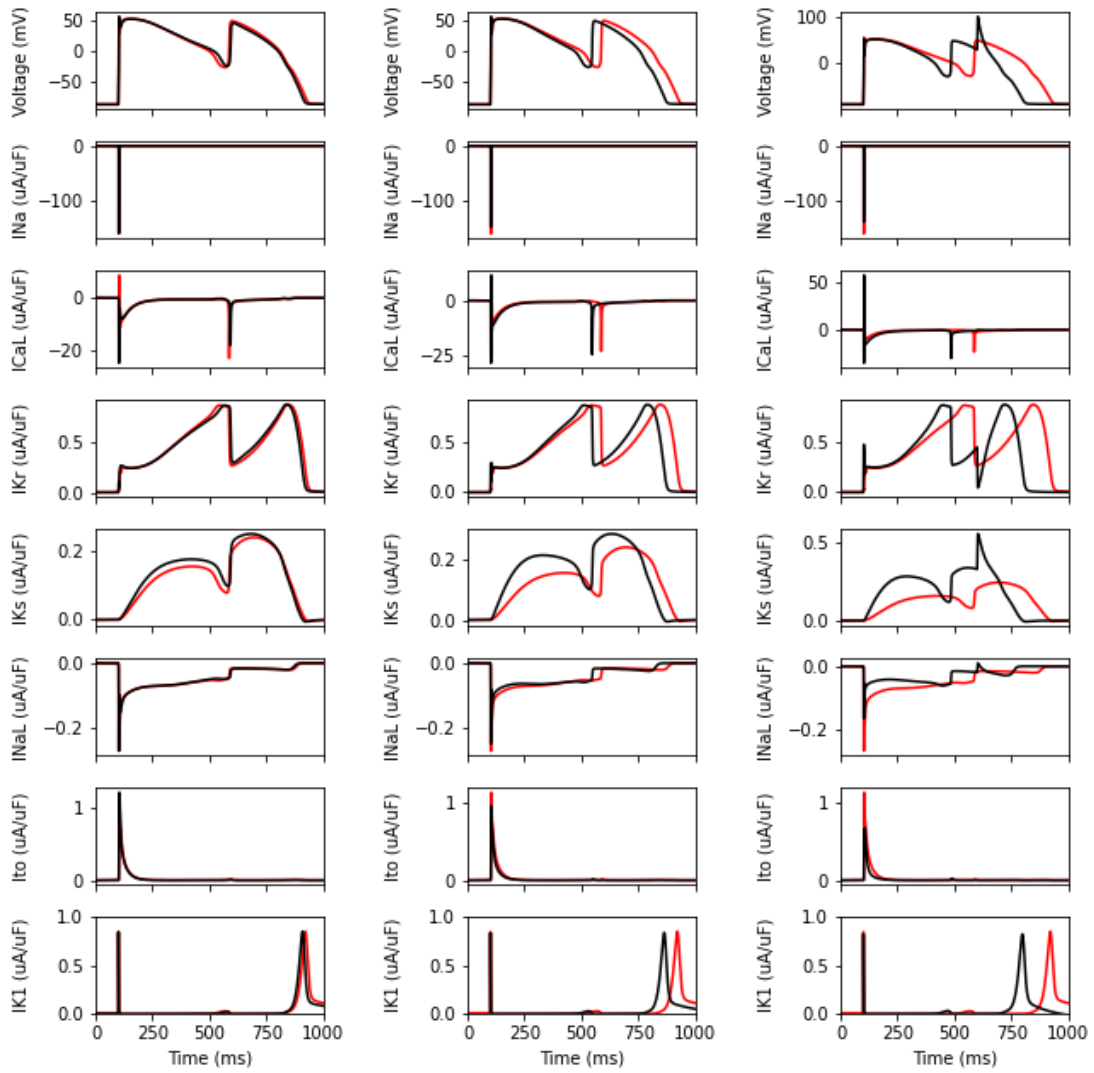 Voltage (mV)
50
0
−50
Voltage (mV)
50
0
−50
Voltage (mV)
100
0
INa (uA/uF)
0
−100
INa (uA/uF)
0
−100
INa (uA/uF)
0
−100
ICaL (uA/uF)
0
−20
ICaL (uA/uF)
0
−25
ICaL (uA/uF)
50
0
IKr (uA/uF)
0.5
0.0
IKr (uA/uF)
0.5
0.0
IKr (uA/uF)
0.5
0.0
IKs (uA/uF)
0.2
0.0
IKs (uA/uF)
0.2
0.0
IKs (uA/uF)
0.5
0.0
INaL (uA/uF)
0.0
−0.2
INaL (uA/uF)
0.0
−0.2
INaL (uA/uF)
0.0
−0.2
Ito (uA/uF)
1
0
Ito (uA/uF)
1
0
Ito (uA/uF)
1
0
IK1 (uA/uF)
1.0
0.5
0.0
IK1 (uA/uF)
1.0
0.5
0.0
IK1 (uA/uF)
1.0
0.5
0.0
0 250 500 750 1000
Time (ms)
0 250 500 750 1000
Time (ms)
0 250 500 750 1000
Time (ms)